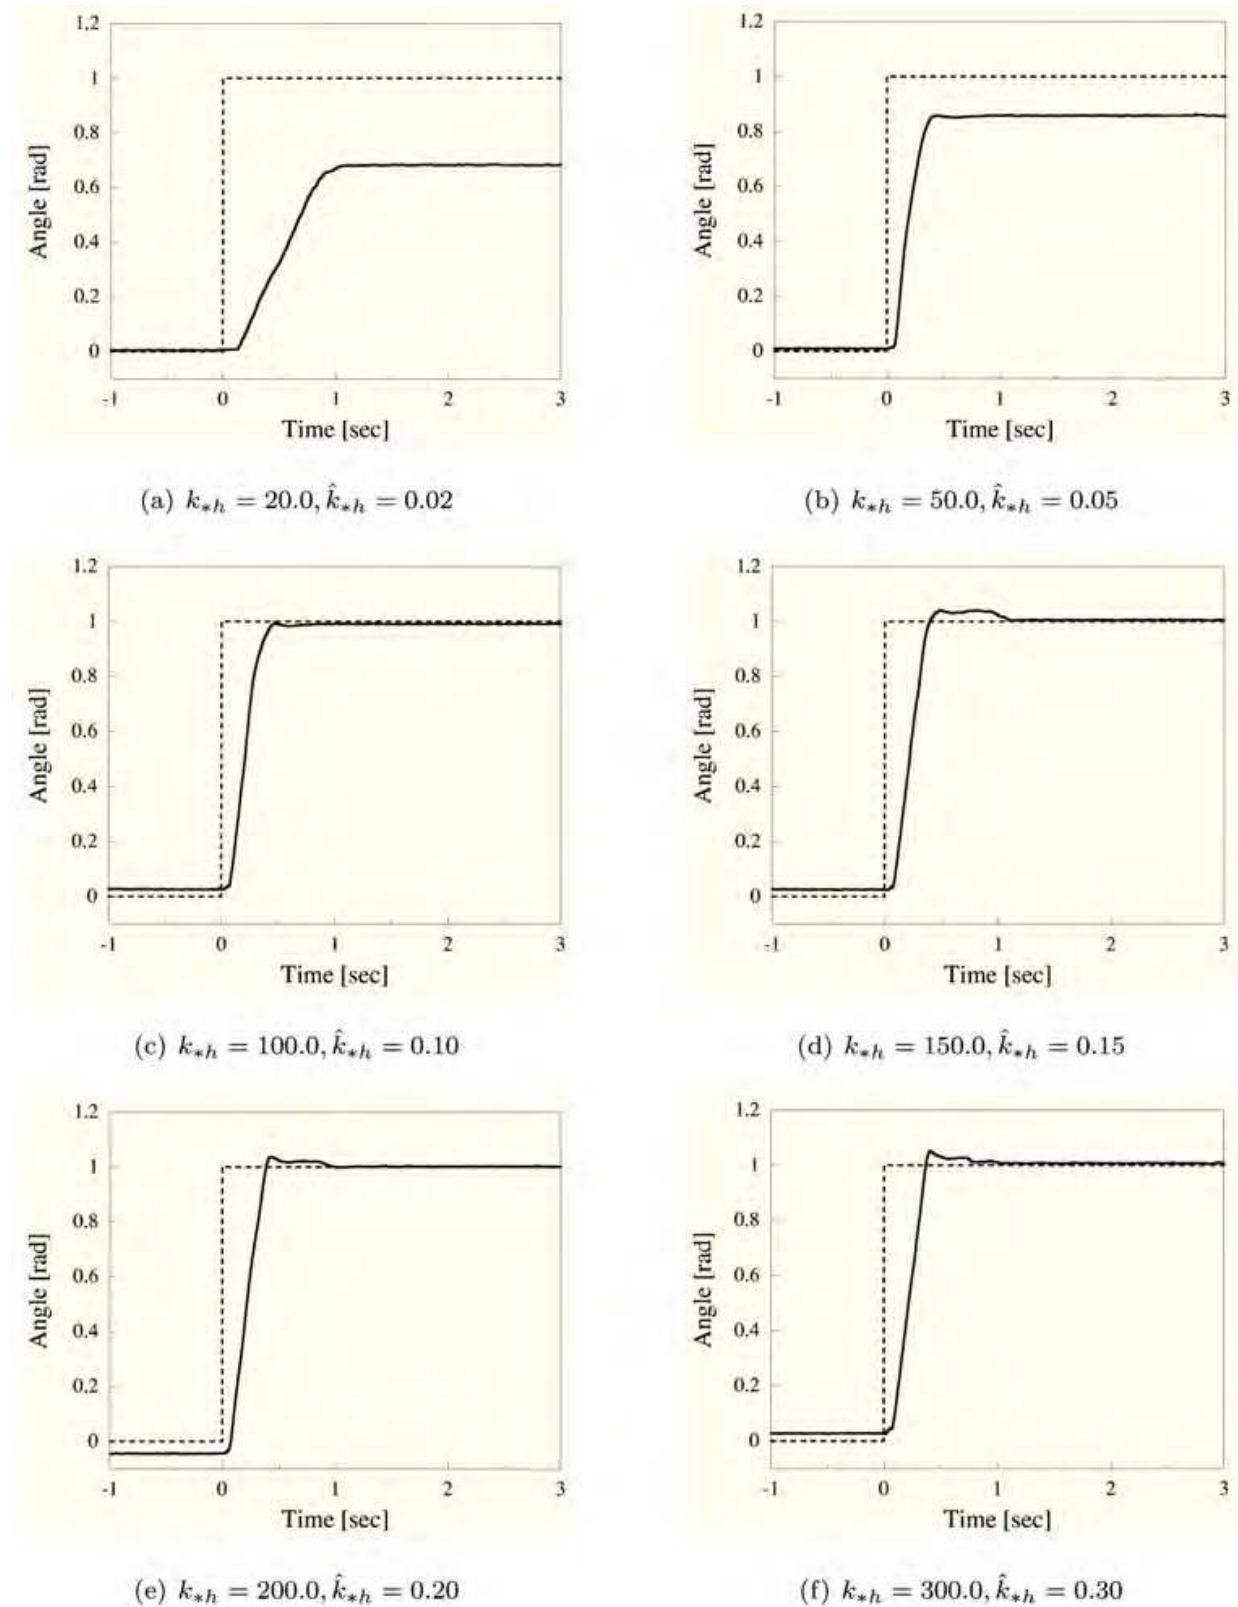 1.2 1.2
1 1
0.8 0.8
Angle [rad] Angle [rad]
0.6 0.6
0.4 0.4
0.2 0.2
0 0
-1 0 1 2 3 -1 0 1 2 3
Time [sec] Time [sec]
(a) k_{*h} = 20.0, \hat{k}_{*h} = 0.02 (b) k_{*h} = 50.0, \hat{k}_{*h} = 0.05
1.2 1.2
1 1
0.8 0.8
Angle [rad] Angle [rad]
0.6 0.6
0.4 0.4
0.2 0.2
0 0
-1 0 1 2 3 -1 0 1 2 3
Time [sec] Time [sec]
(c) k_{*h} = 100.0, \hat{k}_{*h} = 0.10 (d) k_{*h} = 150.0, \hat{k}_{*h} = 0.15
1.2 1.2
1 1
0.8 0.8
Angle [rad] Angle [rad]
0.6 0.6
0.4 0.4
0.2 0.2
0 0
-1 0 1 2 3 -1 0 1 2 3
Time [sec] Time [sec]
(e) k_{*h} = 200.0, \hat{k}_{*h} = 0.20 (f) k_{*h} = 300.0, \hat{k}_{*h} = 0.30